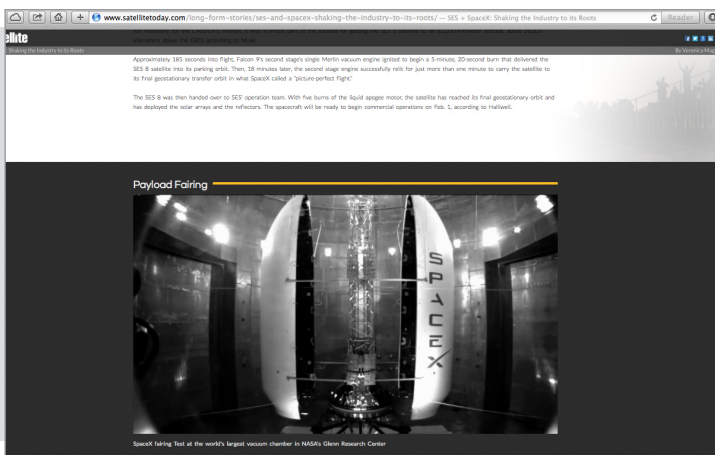 www.satellitetoday.com/long-form-stories/ses-and-spacex-shaking-the-industry-to-its-roots/ — SES + SpaceX: Shaking the Industry to its Roots
Reader
ellite
Shaking the Industry to its Roots
By Veronica Mag
Approximately 185 seconds into flight, Falcon 9's second stage's single Merlin vacuum engine ignited to begin a 5-minute, 20-second burn that delivered the
SES 8 satellite into its parking orbit. Then, 18 minutes later, the second stage engine successfully relit for just more than one minute to carry the satellite to
its final geostationary transfer orbit in what SpaceX called a "picture-perfect flight."
The SES 8 was then handed over to SES' operation team. With five burns of the liquid apogee motor, the satellite has reached its final geostationary orbit and
has deployed the solar arrays and the reflectors. The spacecraft will be ready to begin commercial operations on Feb. 1, according to Halliwell.
Payload Fairing
SPACEX
SpaceX fairing Test at the world's largest vacuum chamber in NASA's Glenn Research Center